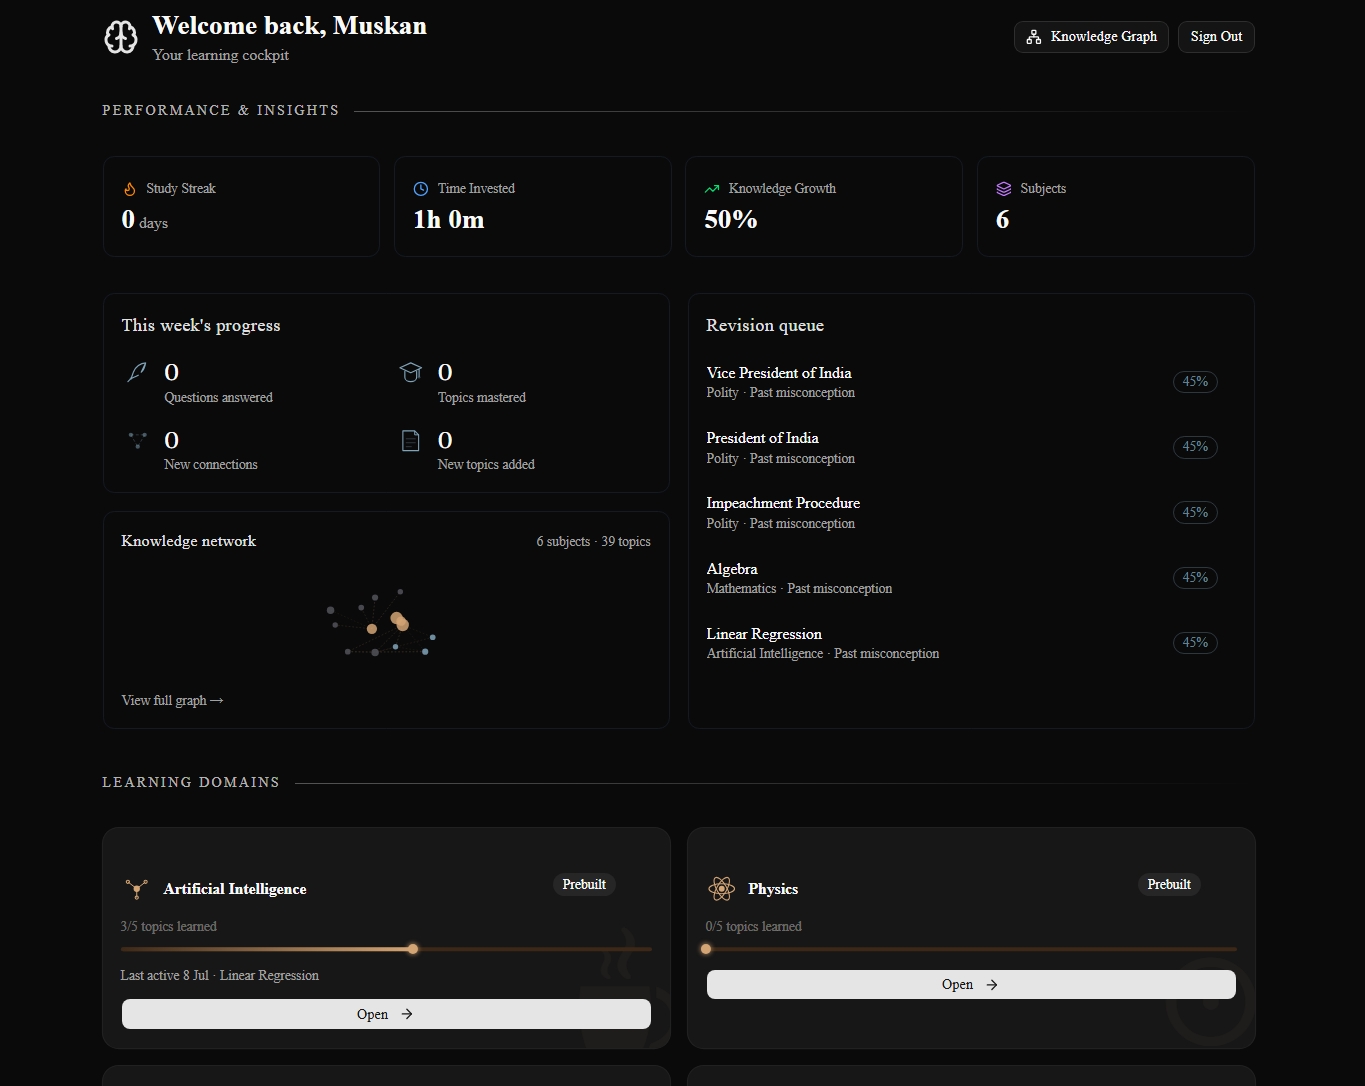 Welcome back, Muskan
Your learning cockpit
Knowledge Graph
Sign Out
PERFORMANCE & INSIGHTS
Study Streak
0 days
Time Invested
1h 0m
Knowledge Growth
50%
Subjects
6
This week's progress
0
Questions answered
0
Topics mastered
0
New connections
0
New topics added
Knowledge network
6 subjects · 39 topics
View full graph →
Revision queue
Vice President of India
Polity · Past misconception
45%
President of India
Polity · Past misconception
45%
Impeachment Procedure
Polity · Past misconception
45%
Algebra
Mathematics · Past misconception
45%
Linear Regression
Artificial Intelligence · Past misconception
45%
LEARNING DOMAINS
Artificial Intelligence
Prebuilt
3/5 topics learned
Last active 8 Jul · Linear Regression
Open →
Physics
Prebuilt
0/5 topics learned
Open →